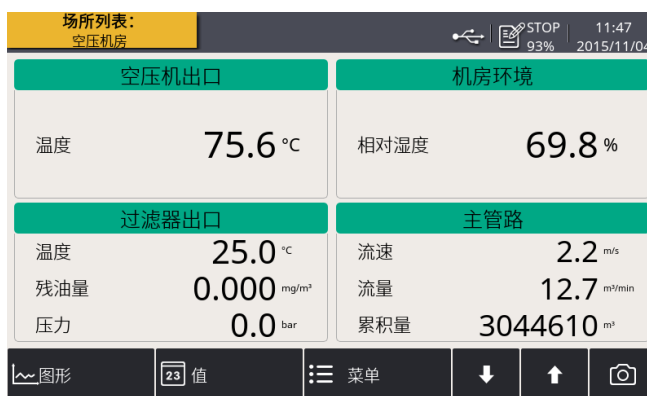 场所列表：
空压机房
STOP 11:47
93% 2015/11/04
空压机出口
温度 75.6 °C
机房环境
相对湿度 69.8 %
过滤器出口
温度 25.0 °C
残油量 0.000 mg/m³
压力 0.0 bar
主管路
流速 2.2 m/s
流量 12.7 m³/min
累积量 3044610 m³
图形 23 值 菜单